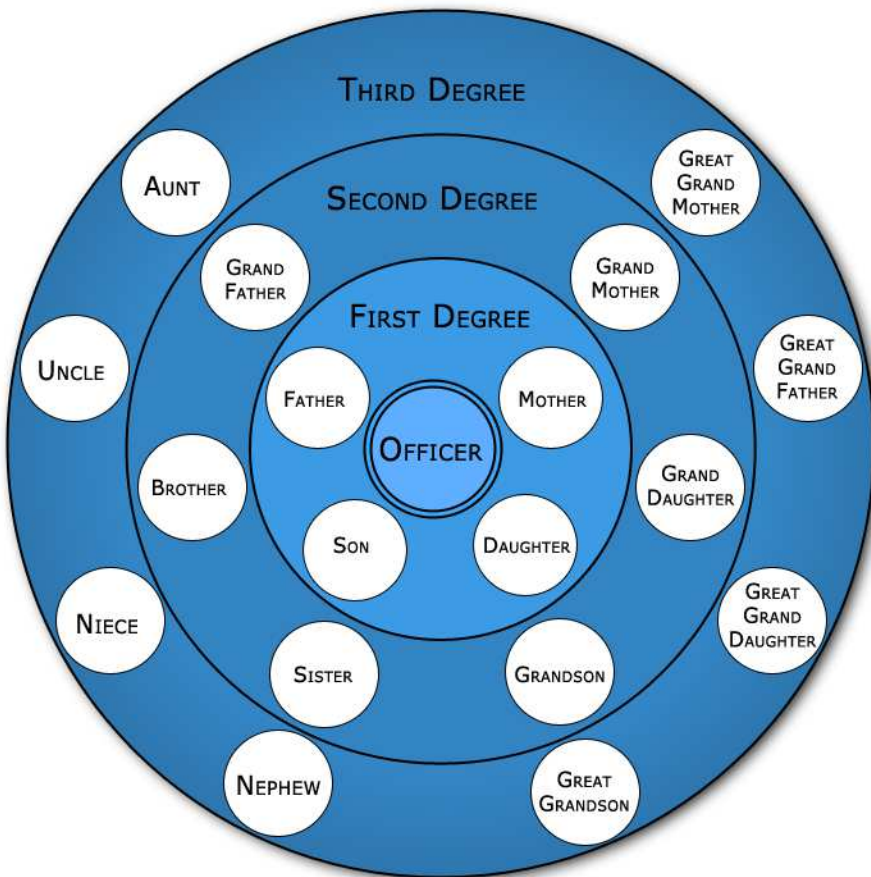 Third Degree
Aunt
Great
Grand
Mother
Second Degree
Grand
Father
Grand
Mother
First Degree
Uncle
Great
Grand
Father
Father
Mother
Officer
Brother
Grand
Daughter
Son
Daughter
Niece
Great
Grand
Daughter
Sister
Grandson
Nephew
Great
Grandson